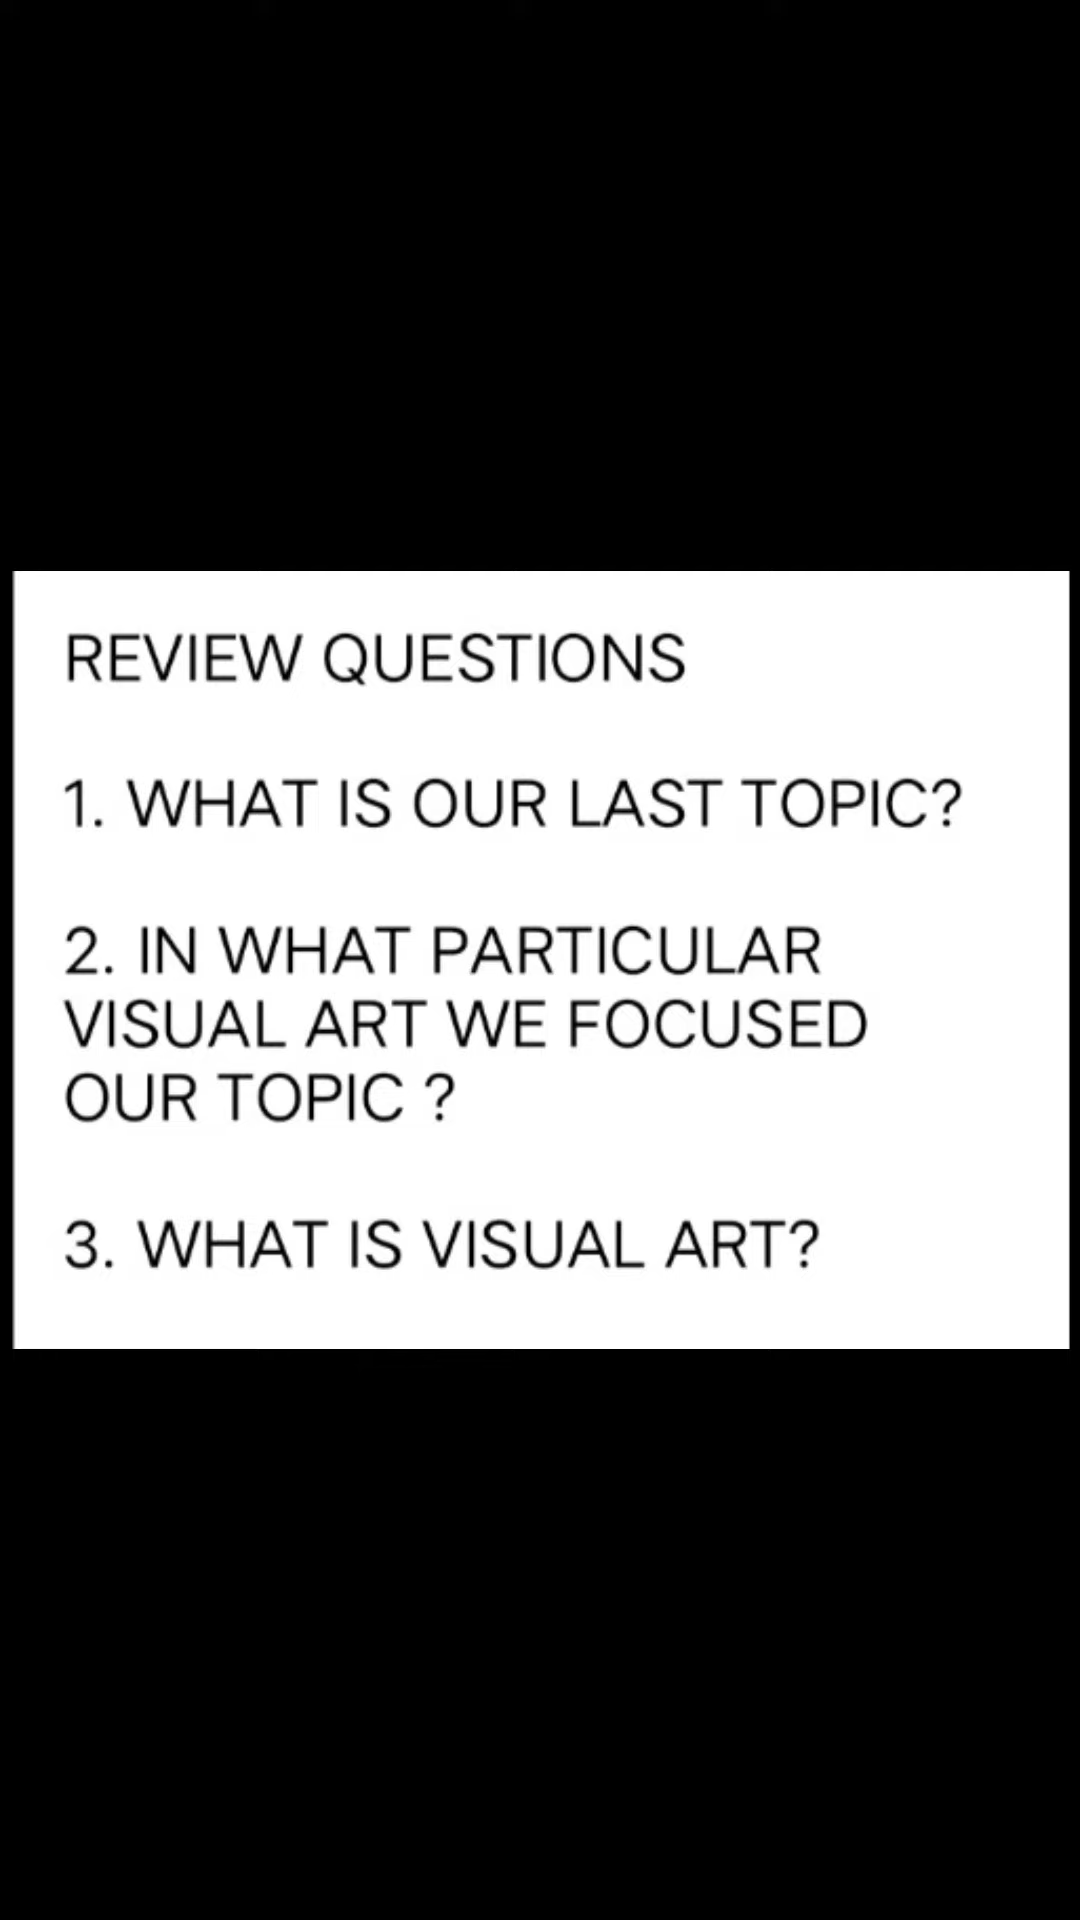 REVIEW QUESTIONS
1. WHAT IS OUR LAST TOPIC?
2. IN WHAT PARTICULAR
VISUAL ART WE FOCUSED
OUR TOPIC ?
3. WHAT IS VISUAL ART?